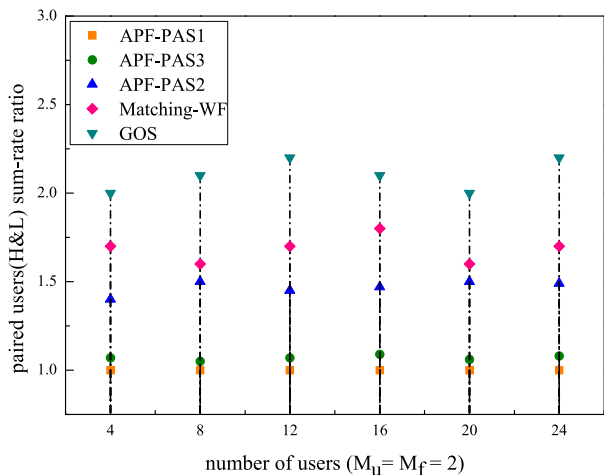 3.0
2.5
2.0
1.5
1.0
paired users(H&L) sum-rate ratio
APF-PAS1
APF-PAS3
APF-PAS2
Matching-WF
GOS
4 8 12 16 20 24
number of users (Mu= Mf = 2)